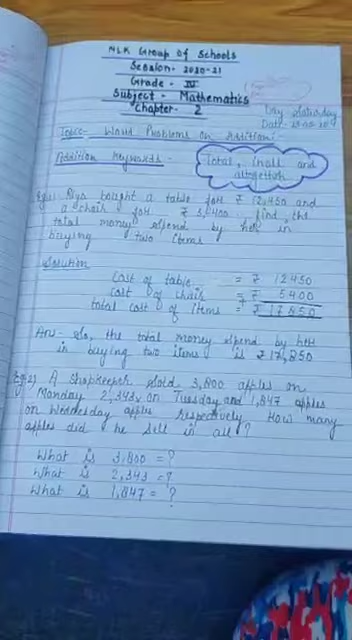 NLK Group of Schools
Session- 2020-21
Grade - IV
Subject - Mathematics
Chapter - 2
Day Saturday
Date-
Topic- Word Problems on Addition:
Addition Keywords -
Total, in all and
altogether
Eg:1) Riya bought a table for ₹ 12,450 and
a chair for ₹ 5,400. find the
total money spend by her in
buying two items
Solution
Cost of table = ₹ 12450
cost of chair = ₹ 5400
total cost of items = ₹ 17850
Ans- So, the total money spend by her
in buying two items is ₹ 17,850
Eg:2) A shopkeeper sold 3,800 apples on
Monday 2,343 on Tuesday and 1,847 apples
on Wednesday apples respectively. How many
apples did he sell in all?
What is 3,800 = ?
What is 2,343 = ?
What is 1,847 = ?